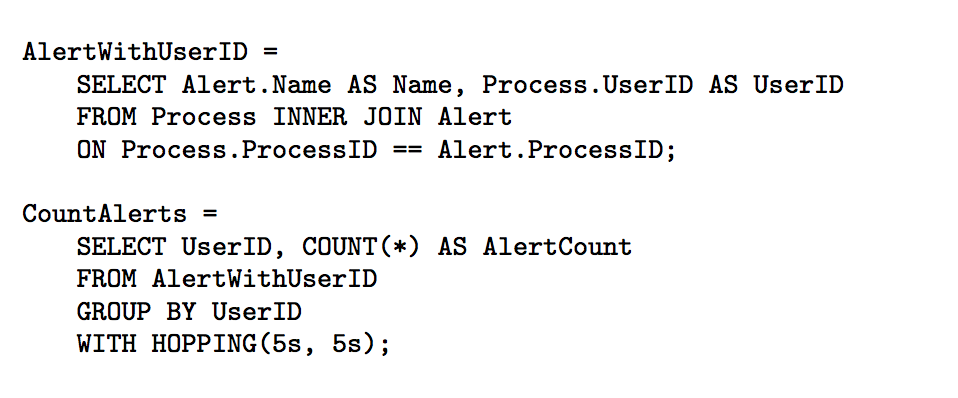 AlertWithUserID =
SELECT Alert.Name AS Name, Process.UserID AS UserID
FROM Process INNER JOIN Alert
ON Process.ProcessID == Alert.ProcessID;
CountAlerts =
SELECT UserID, COUNT(*) AS AlertCount
FROM AlertWithUserID
GROUP BY UserID
WITH HOPPING(5s, 5s);